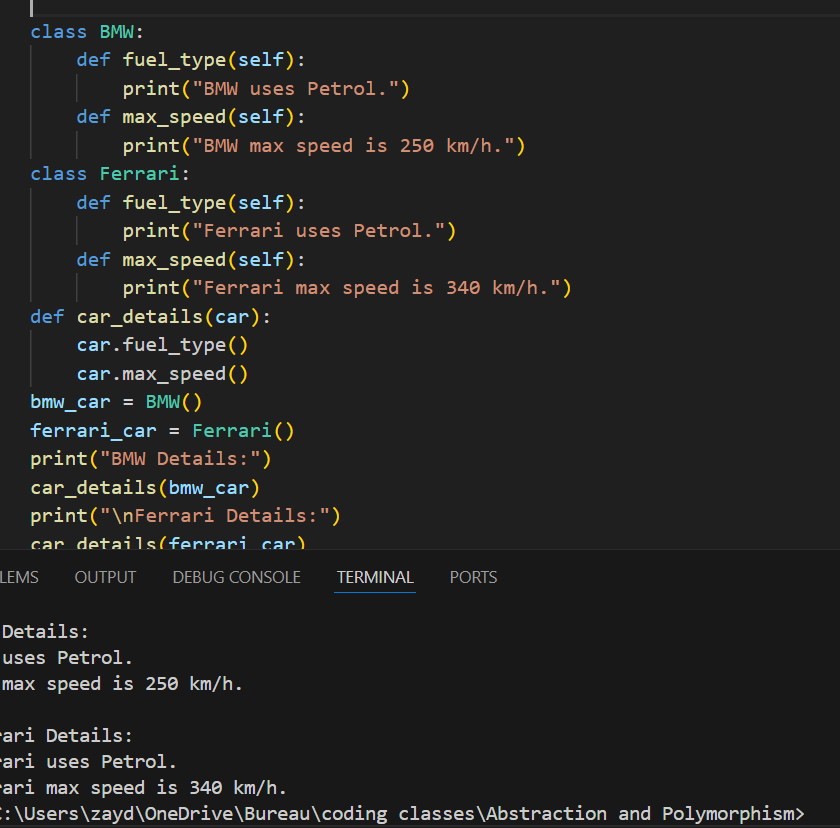 class BMW:
    def fuel_type(self):
        print("BMW uses Petrol.")
    def max_speed(self):
        print("BMW max speed is 250 km/h.")
class Ferrari:
    def fuel_type(self):
        print("Ferrari uses Petrol.")
    def max_speed(self):
        print("Ferrari max speed is 340 km/h.")
def car_details(car):
    car.fuel_type()
    car.max_speed()
bmw_car = BMW()
ferrari_car = Ferrari()
print("BMW Details:")
car_details(bmw_car)
print("\nFerrari Details:")
car_details(ferrari_car)
LEMS OUTPUT DEBUG CONSOLE TERMINAL PORTS
Details:
uses Petrol.
max speed is 250 km/h.
rari Details:
rari uses Petrol.
rari max speed is 340 km/h.
C:\Users\zayd\OneDrive\Bureau\coding classes\Abstraction and Polymorphism>